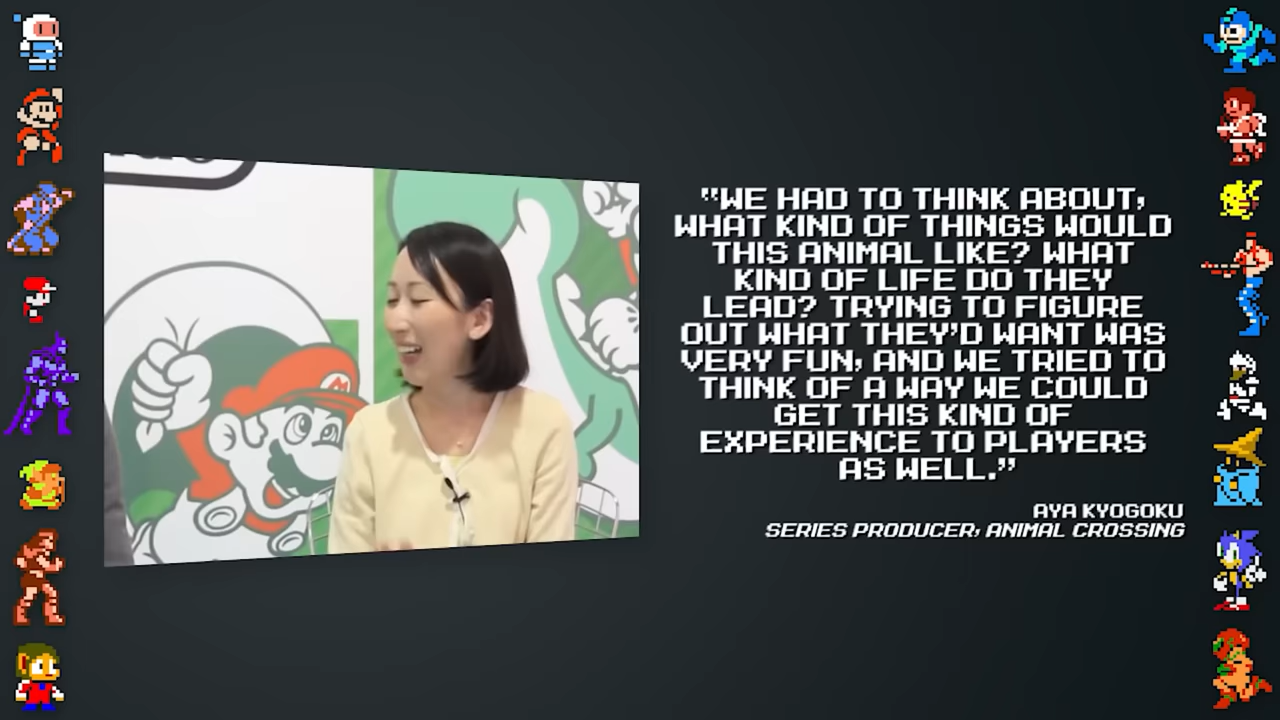 "WE HAD TO THINK ABOUT,
WHAT KIND OF THINGS WOULD
THIS ANIMAL LIKE? WHAT
KIND OF LIFE DO THEY
LEAD? TRYING TO FIGURE
OUT WHAT THEY'D WANT WAS
VERY FUN, AND WE TRIED TO
THINK OF A WAY WE COULD
GET THIS KIND OF
EXPERIENCE TO PLAYERS
AS WELL."
AYA KYOGOKU
SERIES PRODUCER, ANIMAL CROSSING
M